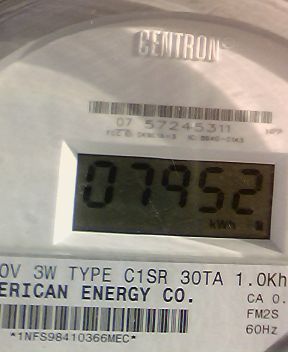 CENTRON
07 57245311
07952
kWh
0V 3W TYPE C1SR 30TA 1.0Kh
ERICAN ENERGY CO.
CA 0.
FM2S
60Hz
*1NFS98410366MEC*